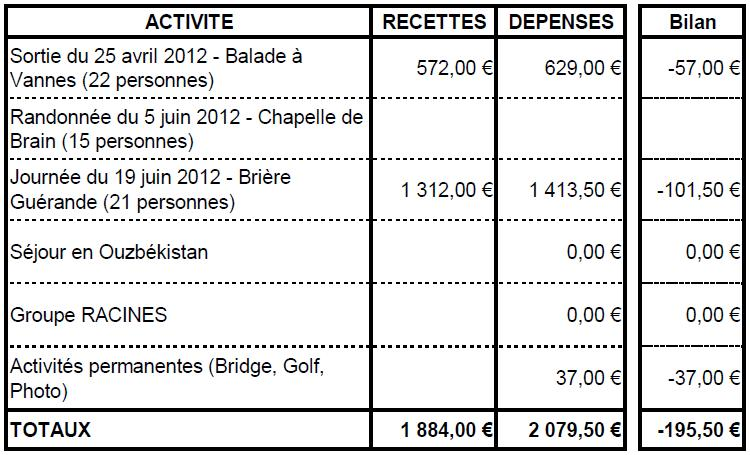 ACTIVITE RECETTES DEPENSES Bilan
Sortie du 25 avril 2012 - Balade à
Vannes (22 personnes) 572,00 € 629,00 € -57,00 €
Randonnée du 5 juin 2012 - Chapelle de
Brain (15 personnes)
Journée du 19 juin 2012 - Brière
Guérande (21 personnes) 1 312,00 € 1 413,50 € -101,50 €
Séjour en Ouzbékistan 0,00 € 0,00 €
Groupe RACINES 0,00 € 0,00 €
Activités permanentes (Bridge, Golf,
Photo) 37,00 € -37,00 €
TOTAUX 1 884,00 € 2 079,50 € -195,50 €